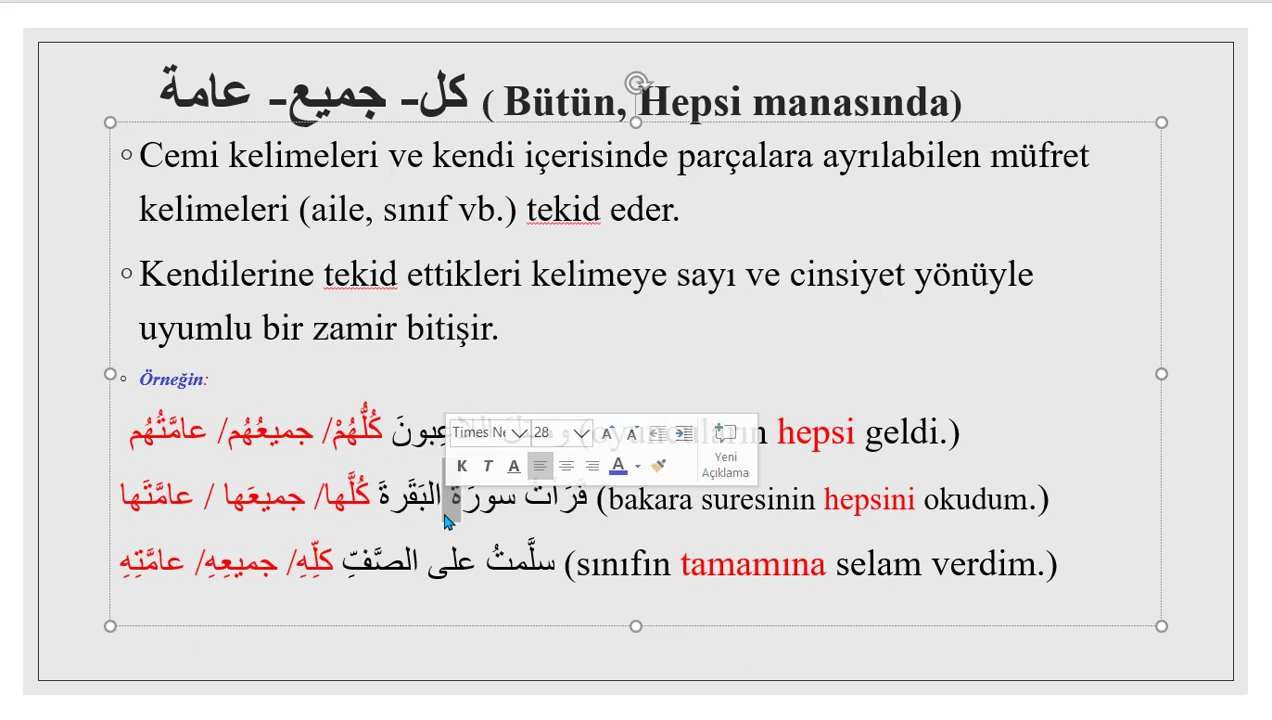 كل- جميع- عامة ( Bütün, Hepsi manasında)
Cemi kelimeleri ve kendi içerisinde parçalara ayrılabilen müfret
kelimeleri (aile, sınıf vb.) tekid eder.
Kendilerine tekid ettikleri kelimeye sayı ve cinsiyet yönüyle
uyumlu bir zamir bitişir.
Örneğin:
كُلُّهُمْ/ جميعُهُم/ عامَّتُهُم hepsi geldi.)
Times Ne 28
K T A A
Yeni
Açıklama
سورَةَ البَقَرةَ كُلَّها/ جميعَها / عامَّتَها (bakara suresinin hepsini okudum.)
سلَّمتُ على الصَّفِّ كلِّهِ/ جميعِهِ/ عامَّتِهِ (sınıfın tamamına selam verdim.)